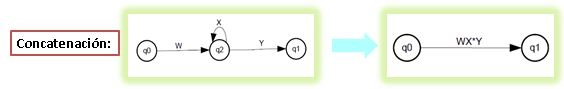 Concatenación:
X
q0 W q2 Y q1
q0 WX*Y q1